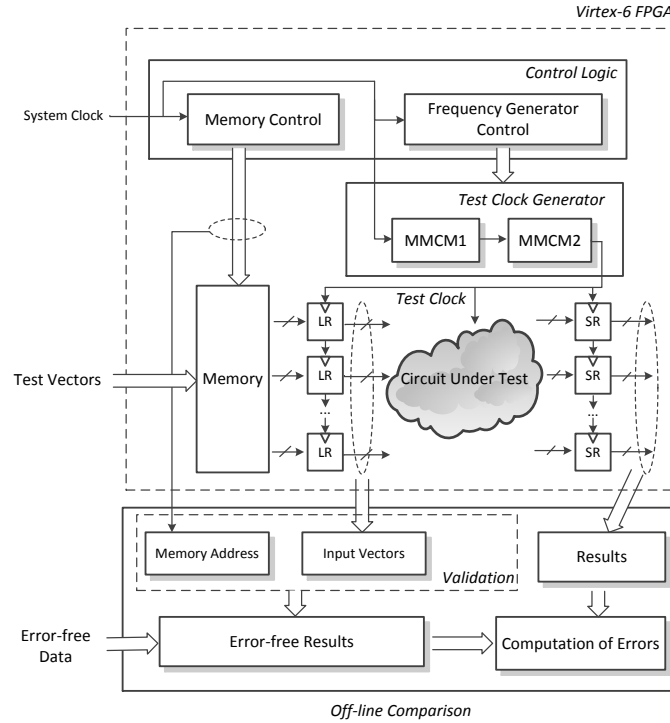 Virtex-6 FPGA
Control Logic
System Clock
Memory Control
Frequency Generator
Control
Test Clock Generator
MMCM1
MMCM2
Test Clock
LR
SR
Test Vectors
Memory
LR
Circuit Under Test
SR
...
...
LR
SR
Memory Address
Input Vectors
Results
Validation
Error-free
Data
Error-free Results
Computation of Errors
Off-line Comparison